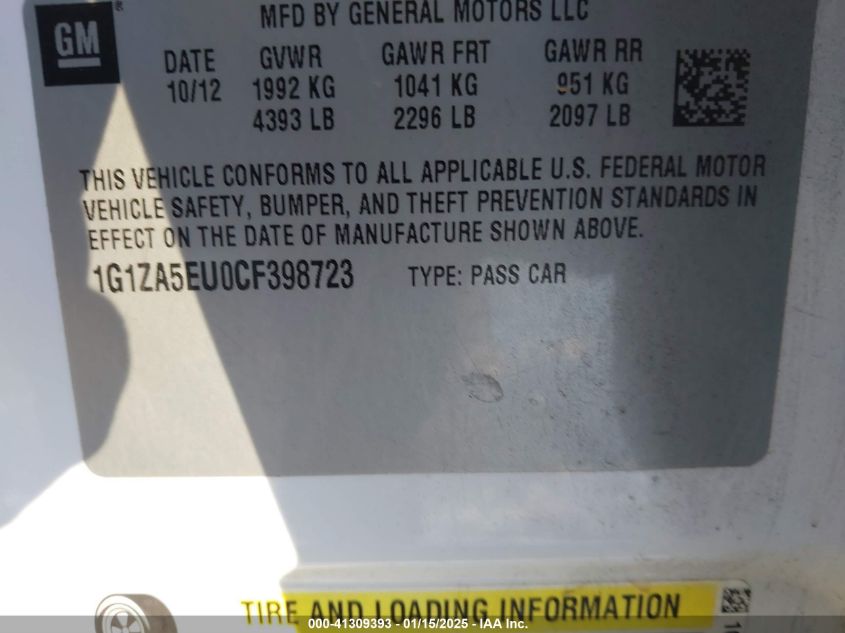 MFD BY GENERAL MOTORS LLC
GM ®
DATE GVWR GAWR FRT GAWR RR
10/12 1992 KG 1041 KG 951 KG
4393 LB 2296 LB 2097 LB
THIS VEHICLE CONFORMS TO ALL APPLICABLE U.S. FEDERAL MOTOR
VEHICLE SAFETY, BUMPER, AND THEFT PREVENTION STANDARDS IN
EFFECT ON THE DATE OF MANUFACTURE SHOWN ABOVE.
1G1ZA5EU0CF398723 TYPE: PASS CAR
TIRE AND LOADING INFORMATION
000-41309393 - 01/15/2025 - IAA Inc.